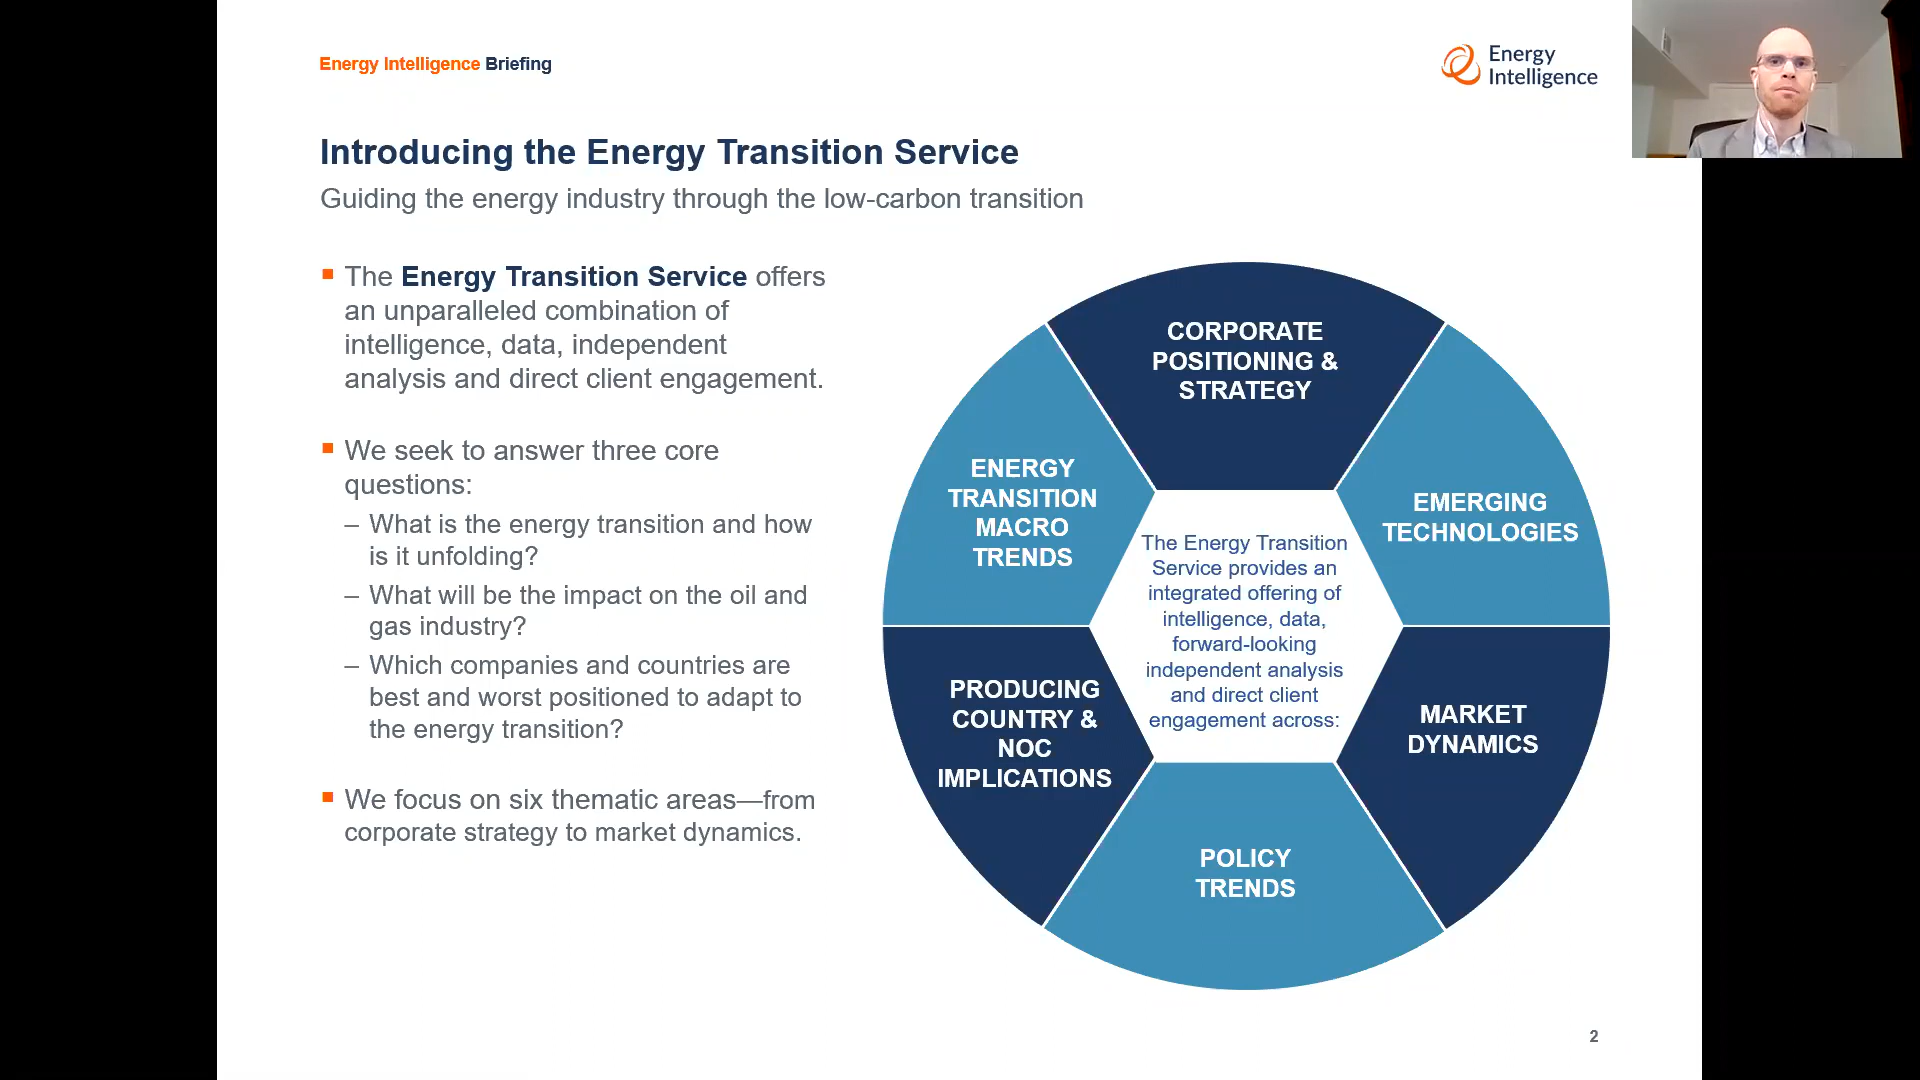 Energy Intelligence Briefing
Energy
Intelligence
Introducing the Energy Transition Service
Guiding the energy industry through the low-carbon transition
▪ The Energy Transition Service offers
an unparalleled combination of
intelligence, data, independent
analysis and direct client engagement.
▪ We seek to answer three core
questions:
– What is the energy transition and how
is it unfolding?
– What will be the impact on the oil and
gas industry?
– Which companies and countries are
best and worst positioned to adapt to
the energy transition?
▪ We focus on six thematic areas—from
corporate strategy to market dynamics.
CORPORATE
POSITIONING &
STRATEGY
EMERGING
TECHNOLOGIES
MARKET
DYNAMICS
POLICY
TRENDS
PRODUCING
COUNTRY &
NOC
IMPLICATIONS
ENERGY
TRANSITION
MACRO
TRENDS
The Energy Transition
Service provides an
integrated offering of
intelligence, data,
forward-looking
independent analysis
and direct client
engagement across:
2